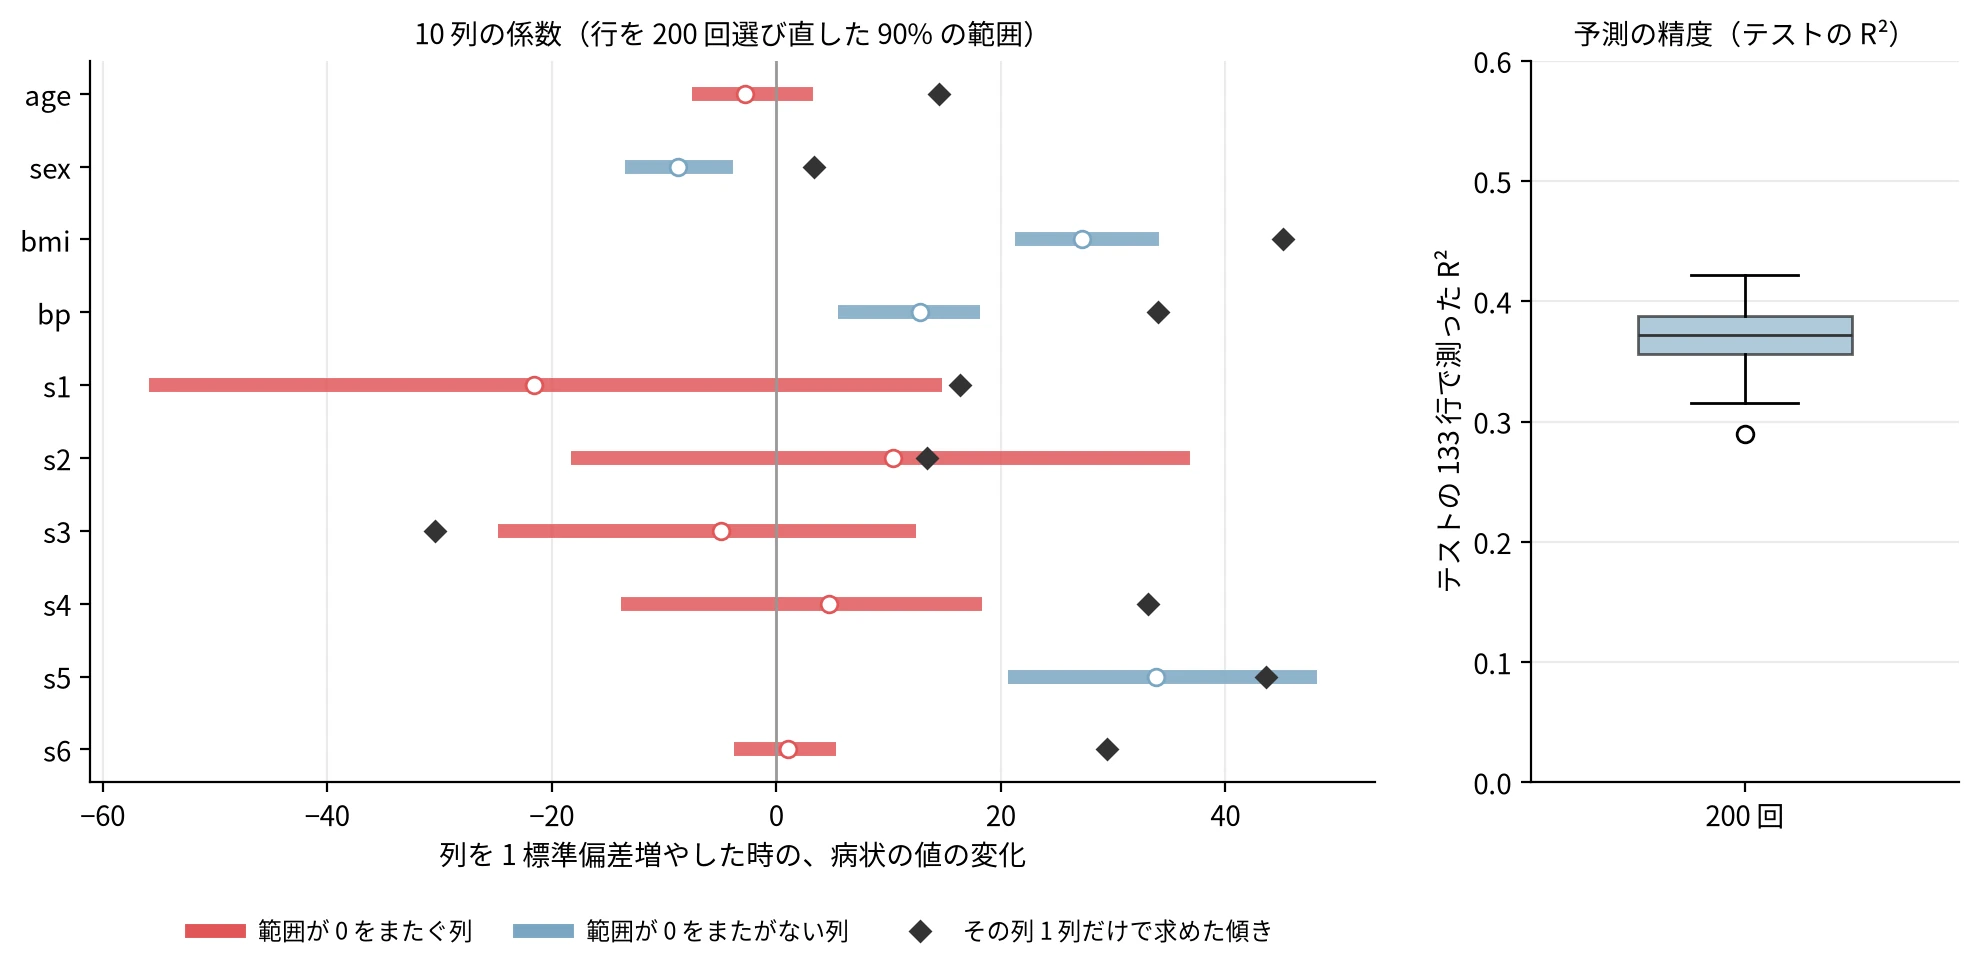 10 列の係数（行を 200 回選び直した 90% の範囲）
age
sex
bmi
bp
s1
s2
s3
s4
s5
s6
−60
−40
−20
0
20
40
列を 1 標準偏差増やした時の、病状の値の変化
範囲が 0 をまたぐ列
範囲が 0 をまたがない列
その列 1 列だけで求めた傾き
予測の精度（テストの R²）
テストの 133 行で測った R²
0.6
0.5
0.4
0.3
0.2
0.1
0.0
200 回